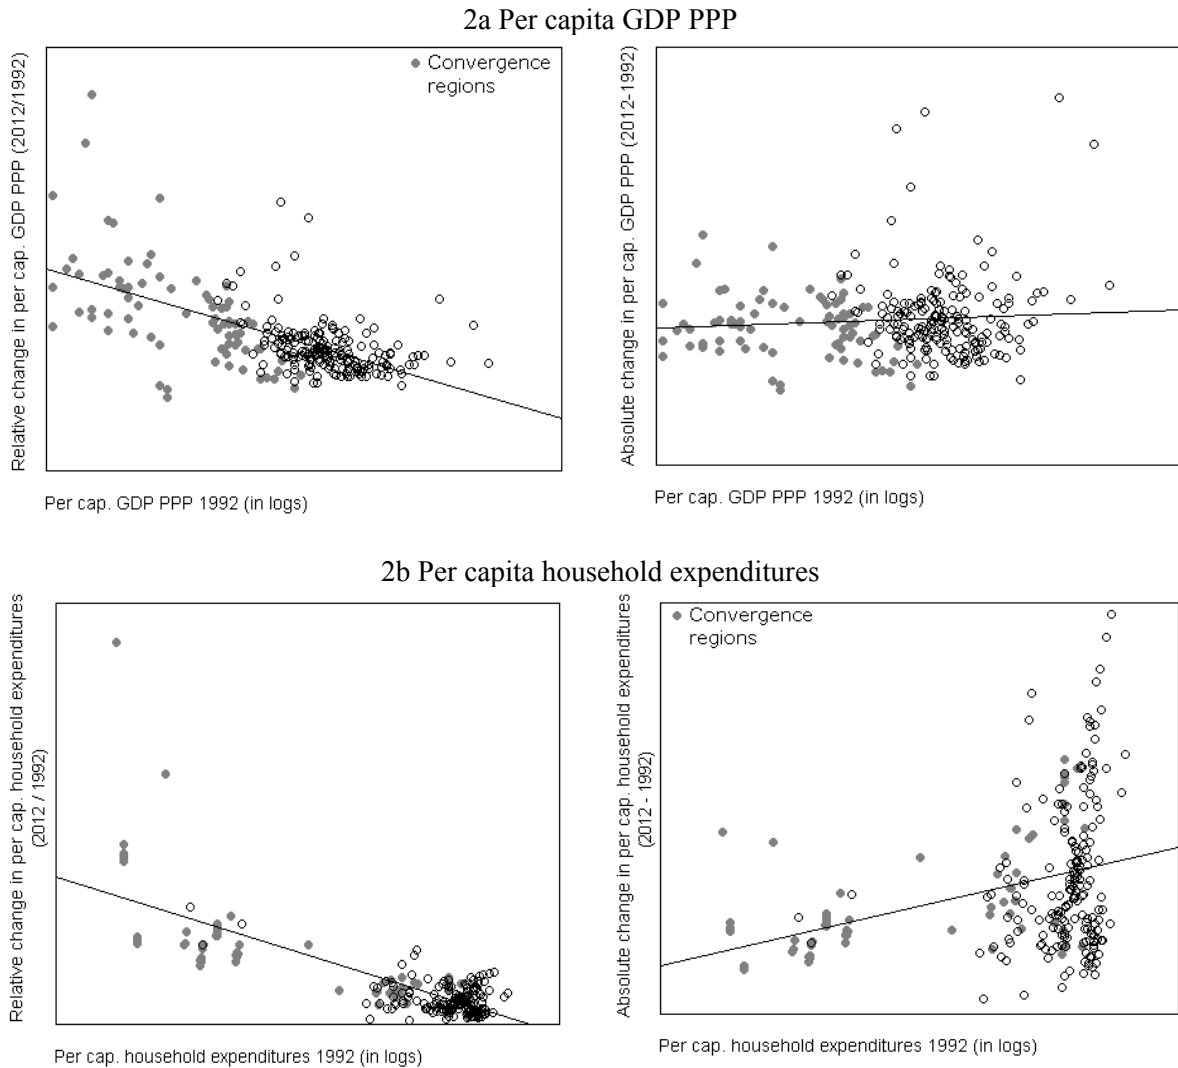 2a Per capita GDP PPP
Relative change in per cap. GDP PPP (2012/1992)
Convergence
regions
Per cap. GDP PPP 1992 (in logs)
Absolute change in per cap. GDP PPP (2012-1992)
Per cap. GDP PPP 1992 (in logs)
2b Per capita household expenditures
Relative change in per cap. household expenditures
(2012 / 1992)
Per cap. household expenditures 1992 (in logs)
Absolute change in per cap. household expenditures
(2012 - 1992)
Convergence
regions
Per cap. household expenditures 1992 (in logs)